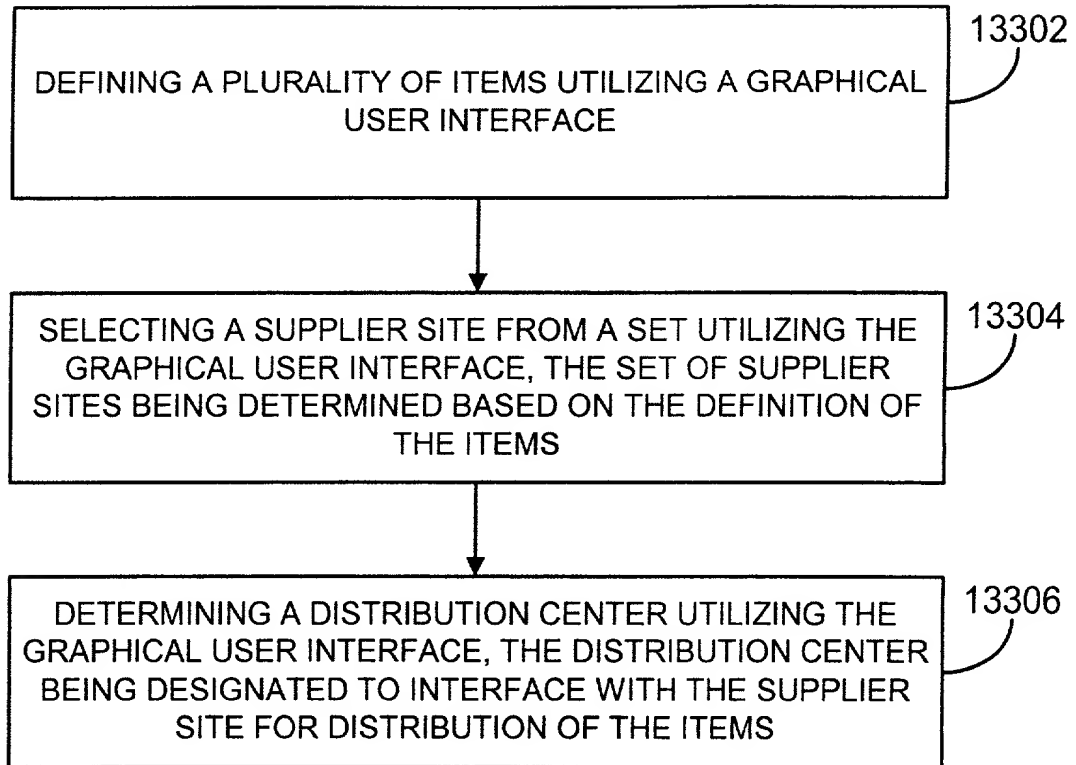 13302
DEFINING A PLURALITY OF ITEMS UTILIZING A GRAPHICAL
USER INTERFACE
13304
SELECTING A SUPPLIER SITE FROM A SET UTILIZING THE
GRAPHICAL USER INTERFACE, THE SET OF SUPPLIER
SITES BEING DETERMINED BASED ON THE DEFINITION OF
THE ITEMS
13306
DETERMINING A DISTRIBUTION CENTER UTILIZING THE
GRAPHICAL USER INTERFACE, THE DISTRIBUTION CENTER
BEING DESIGNATED TO INTERFACE WITH THE SUPPLIER
SITE FOR DISTRIBUTION OF THE ITEMS